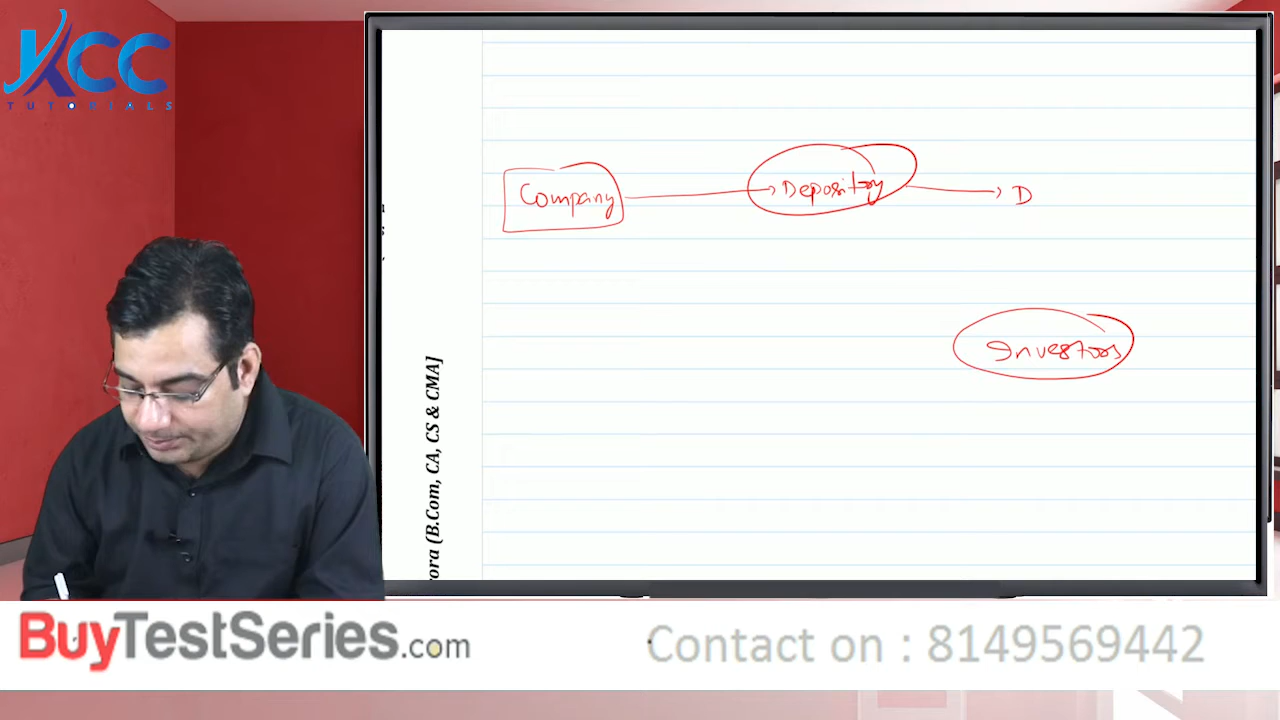 KCC
TUTORIALS
Company
Depository
D
Investors
ora (B.Com, CA, CS & CMA]
BuyTestSeries.com
Contact on : 8149569442